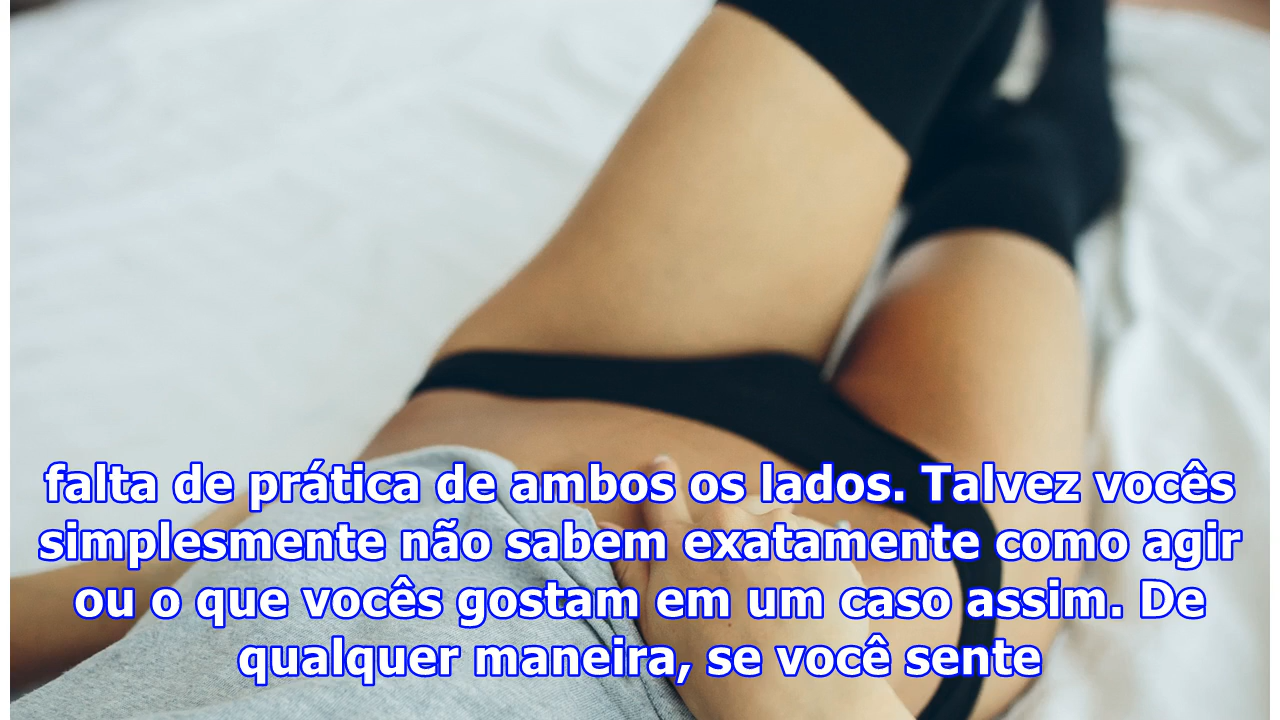 falta de prática de ambos os lados. Talvez vocês
simplesmente não sabem exatamente como agir
ou o que vocês gostam em um caso assim. De
qualquer maneira, se você sente